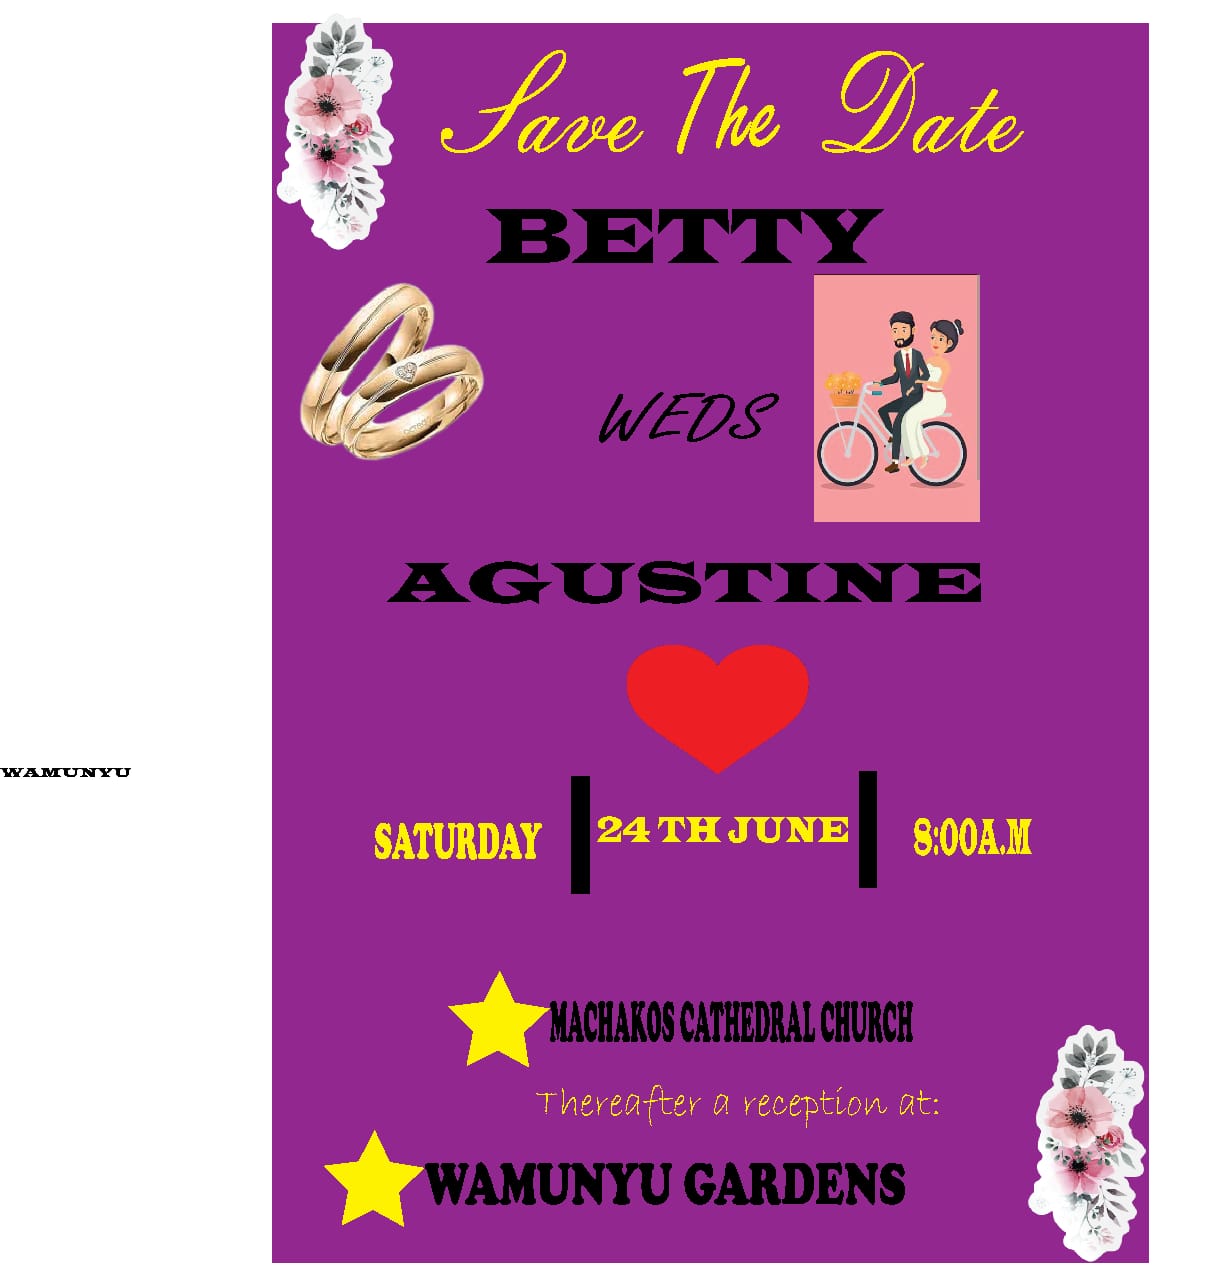 Save The Date
BETTY
WEDS
AGUSTINE
WAMUNYU
SATURDAY
24 TH JUNE
8:00A.M
MACHAKOS CATHEDRAL CHURCH
Thereafter a reception at:
WAMUNYU GARDENS